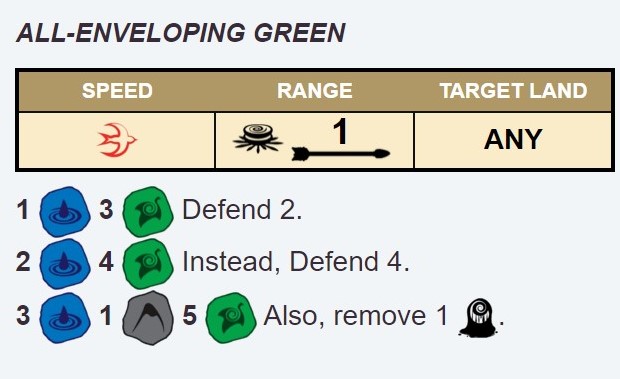 ALL-ENVELOPING GREEN
SPEED RANGE TARGET LAND
1 ANY
1 3 Defend 2.
2 4 Instead, Defend 4.
3 1 5 Also, remove 1 .